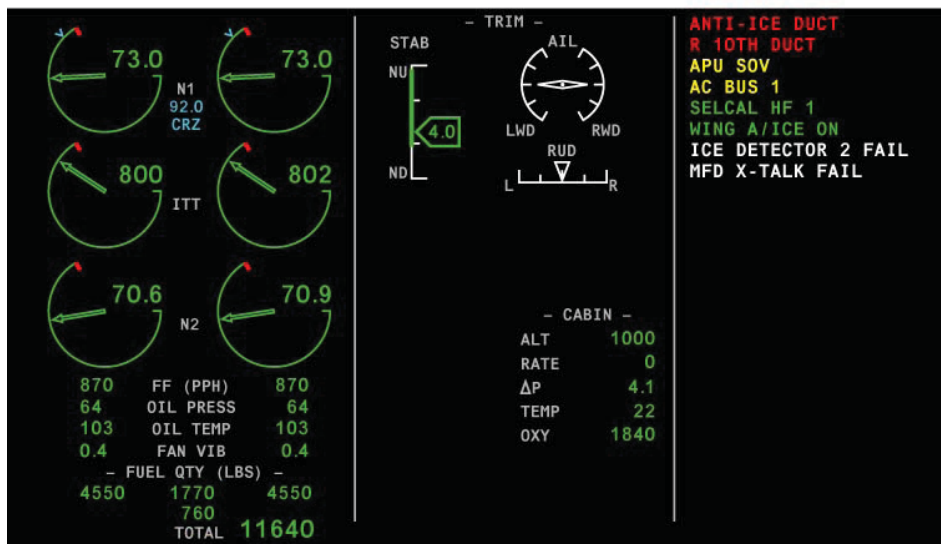 73.0 73.0
N1
92.0
CRZ
800 802
ITT
70.6 70.9
N2
870 FF (PPH) 870
64 OIL PRESS 64
103 OIL TEMP 103
0.4 FAN VIB 0.4
– FUEL QTY (LBS) –
4550 1770 4550
760
TOTAL 11640
– TRIM –
STAB
NU
4.0
ND
AIL
LWD RWD
RUD
L R
– CABIN –
ALT 1000
RATE 0
ΔP 4.1
TEMP 22
OXY 1840
ANTI-ICE DUCT
R 10TH DUCT
APU SOV
AC BUS 1
SELCAL HF 1
WING A/ICE ON
ICE DETECTOR 2 FAIL
MFD X-TALK FAIL